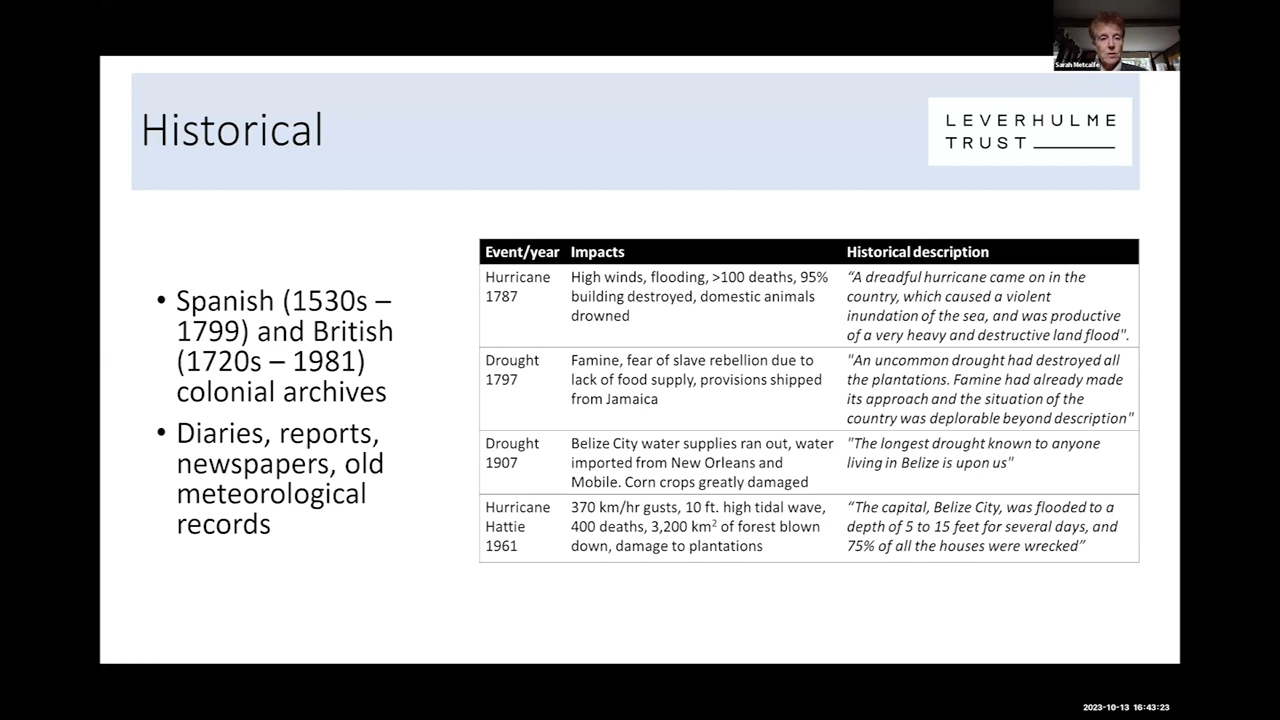 Sarah Metcalfe
Historical
LEVERHULME
TRUST
• Spanish (1530s –
1799) and British
(1720s – 1981)
colonial archives
• Diaries, reports,
newspapers, old
meteorological
records
Event/year Impacts Historical description
Hurricane
1787
High winds, flooding, >100 deaths, 95%
building destroyed, domestic animals
drowned
“A dreadful hurricane came on in the
country, which caused a violent
inundation of the sea, and was productive
of a very heavy and destructive land flood".
Drought
1797
Famine, fear of slave rebellion due to
lack of food supply, provisions shipped
from Jamaica
"An uncommon drought had destroyed all
the plantations. Famine had already made
its approach and the situation of the
country was deplorable beyond description"
Drought
1907
Belize City water supplies ran out, water
imported from New Orleans and
Mobile. Corn crops greatly damaged
"The longest drought known to anyone
living in Belize is upon us"
Hurricane
Hattie
1961
370 km/hr gusts, 10 ft. high tidal wave,
400 deaths, 3,200 km² of forest blown
down, damage to plantations
“The capital, Belize City, was flooded to a
depth of 5 to 15 feet for several days, and
75% of all the houses were wrecked”
2023-10-13 16:43:23